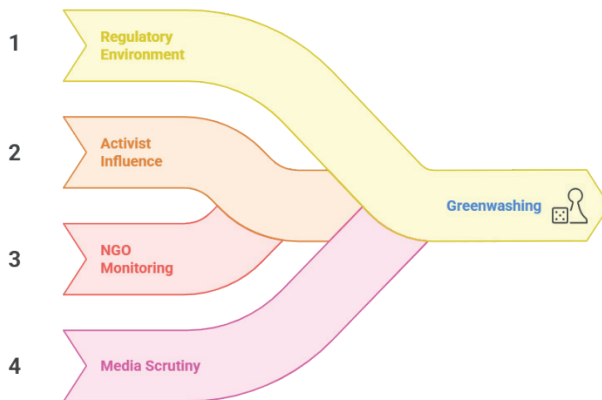 1
Regulatory
Environment
2
Activist
Influence
Greenwashing
3
NGO
Monitoring
4
Media Scrutiny